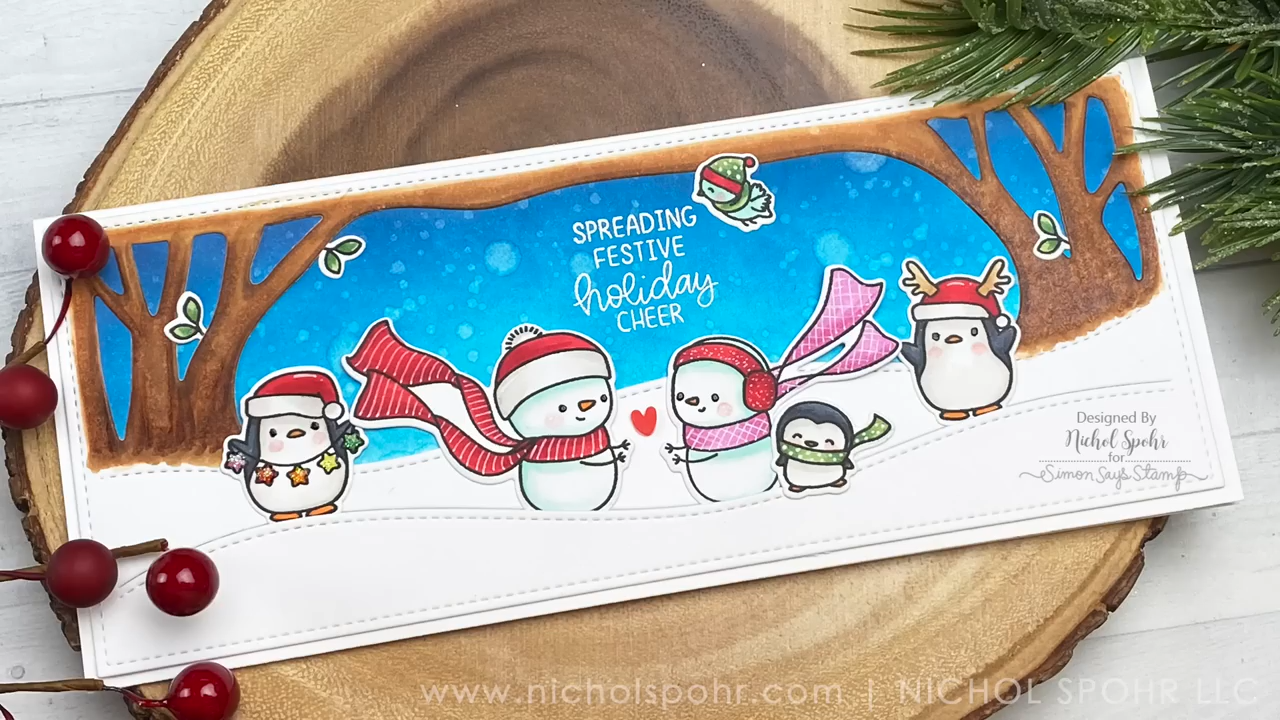 SPREADING
FESTIVE
holiday
CHEER
Designed By
Nichol Spohr
for
Simon Says Stamp
www.nicholspohr.com | NICHOL SPOHR LLC